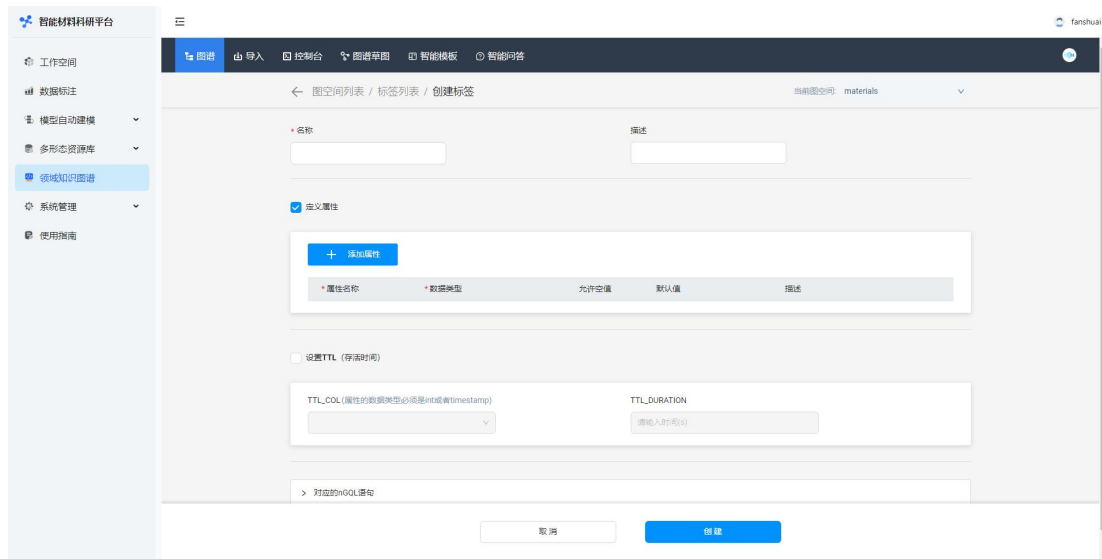 智能材料科研平台
fanshuai
工作空间
数据标注
模型自动建模
多形态资源库
领域知识图谱
系统管理
使用指南
图谱 导入 控制台 图谱草图 智能模板 智能问答
图空间列表 / 标签列表 / 创建标签
当前图空间: materials
* 名称 描述
定义属性
+ 添加属性
* 属性名称 * 数据类型 允许空值 默认值 描述
设置TTL (存活时间)
TTL_COL (属性的数据类型必须是int或者timestamp) TTL_DURATION
请输入时间(s)
> 对应的nGQL语句
取消 创建